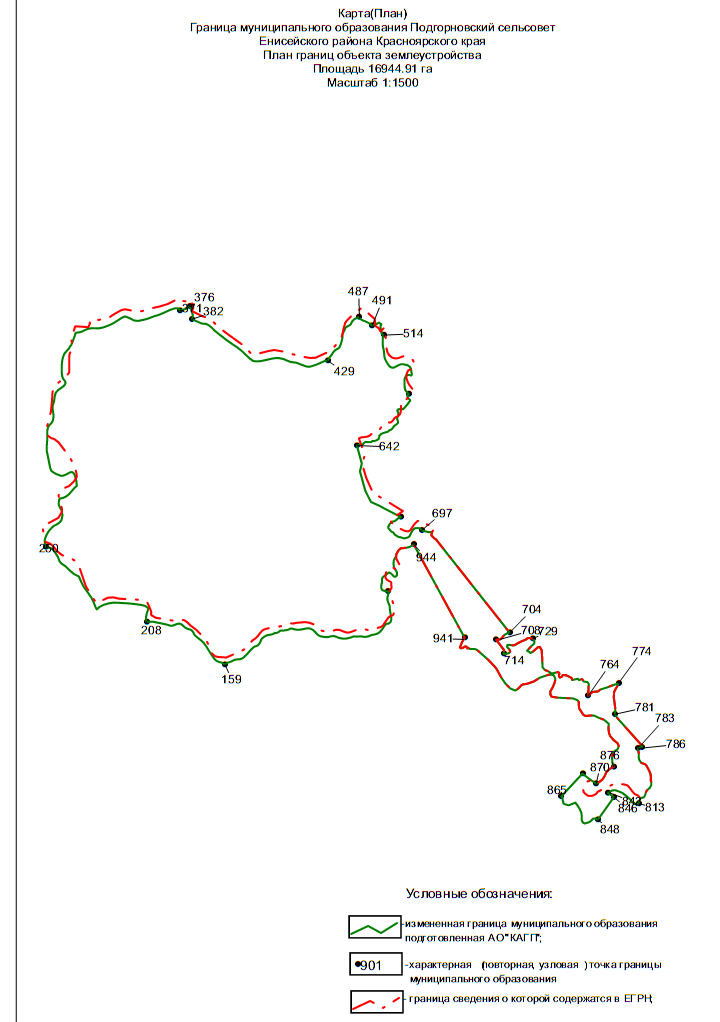 Карта(План)
Граница муниципального образования Подгорновский сельсовет
Енисейского района Красноярского края
План границ объекта землеустройства
Площадь 16944.91 га
Масштаб 1:1500
376
382
487
491
514
429
642
697
944
208
159
704
708
729
941
714
764
774
781
783
786
876
870
865
846
813
848
Условные обозначения:
-измененная граница муниципального образования
подготовленная АО"КАГП";
901
-характерная (повторная, узловая ) точка границы
муниципального образования
- граница сведения о которой содержатся в ЕГРН;